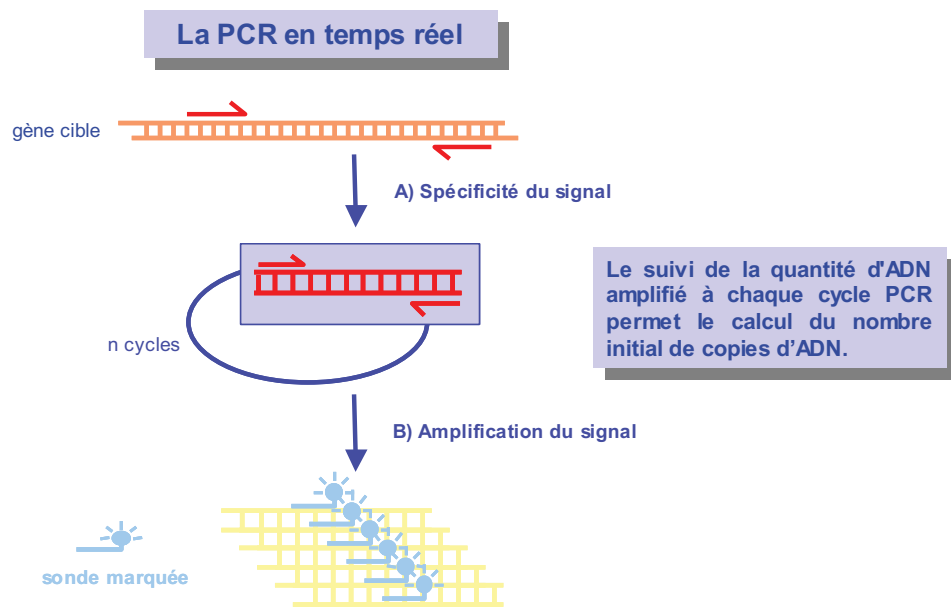 La PCR en temps réel
gène cible
A) Spécificité du signal
Le suivi de la quantité d'ADN
amplifié à chaque cycle PCR
permet le calcul du nombre
initial de copies d’ADN.
n cycles
B) Amplification du signal
sonde marquée